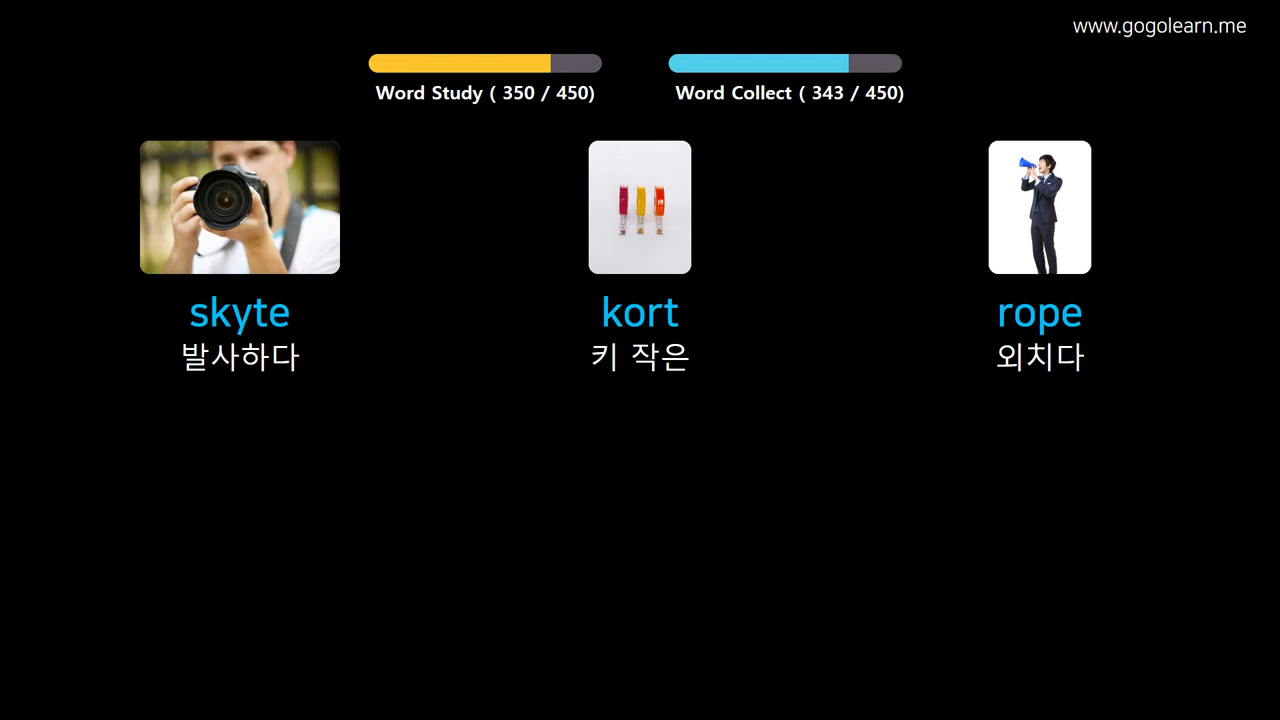 www.gogolearn.me
Word Study ( 350 / 450)
Word Collect ( 343 / 450)
skyte
발사하다
kort
키 작은
rope
외치다